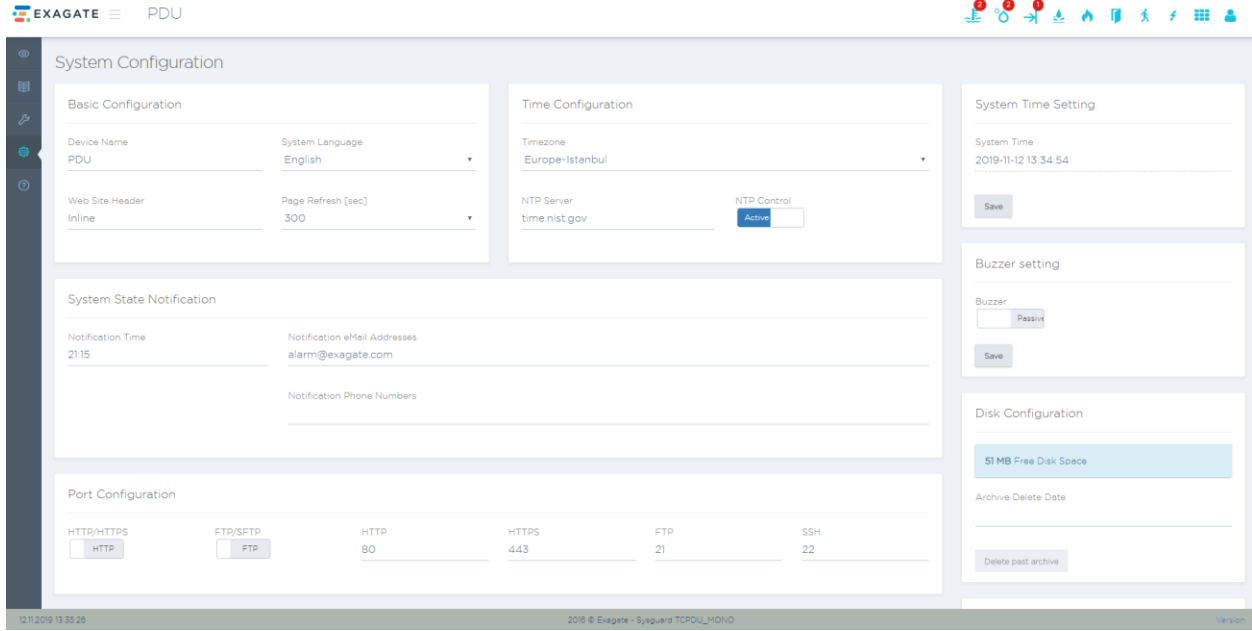 EXAGATE PDU
2 2 1
System Configuration
Basic Configuration
Device Name System Language
PDU English
Web Site Header Page Refresh [sec]
Inline 300
Time Configuration
Timezone
Europe-Istanbul
NTP Server NTP Control
time.nist.gov Active
System Time Setting
System Time
2019-11-12 13:34:54
Save
Buzzer setting
Buzzer
Passive
Save
System State Notification
Notification Time Notification eMail Addresses
21:15 alarm@exagate.com
Notification Phone Numbers
Disk Configuration
51 MB Free Disk Space
Archive Delete Date
Delete past archive
Port Configuration
HTTP/HTTPS FTP/SFTP HTTP HTTPS FTP SSH
HTTP FTP 80 443 21 22
12.11.2019 13:35:26 2016 © Exagate - Sysguard TCPDU_MONO Version